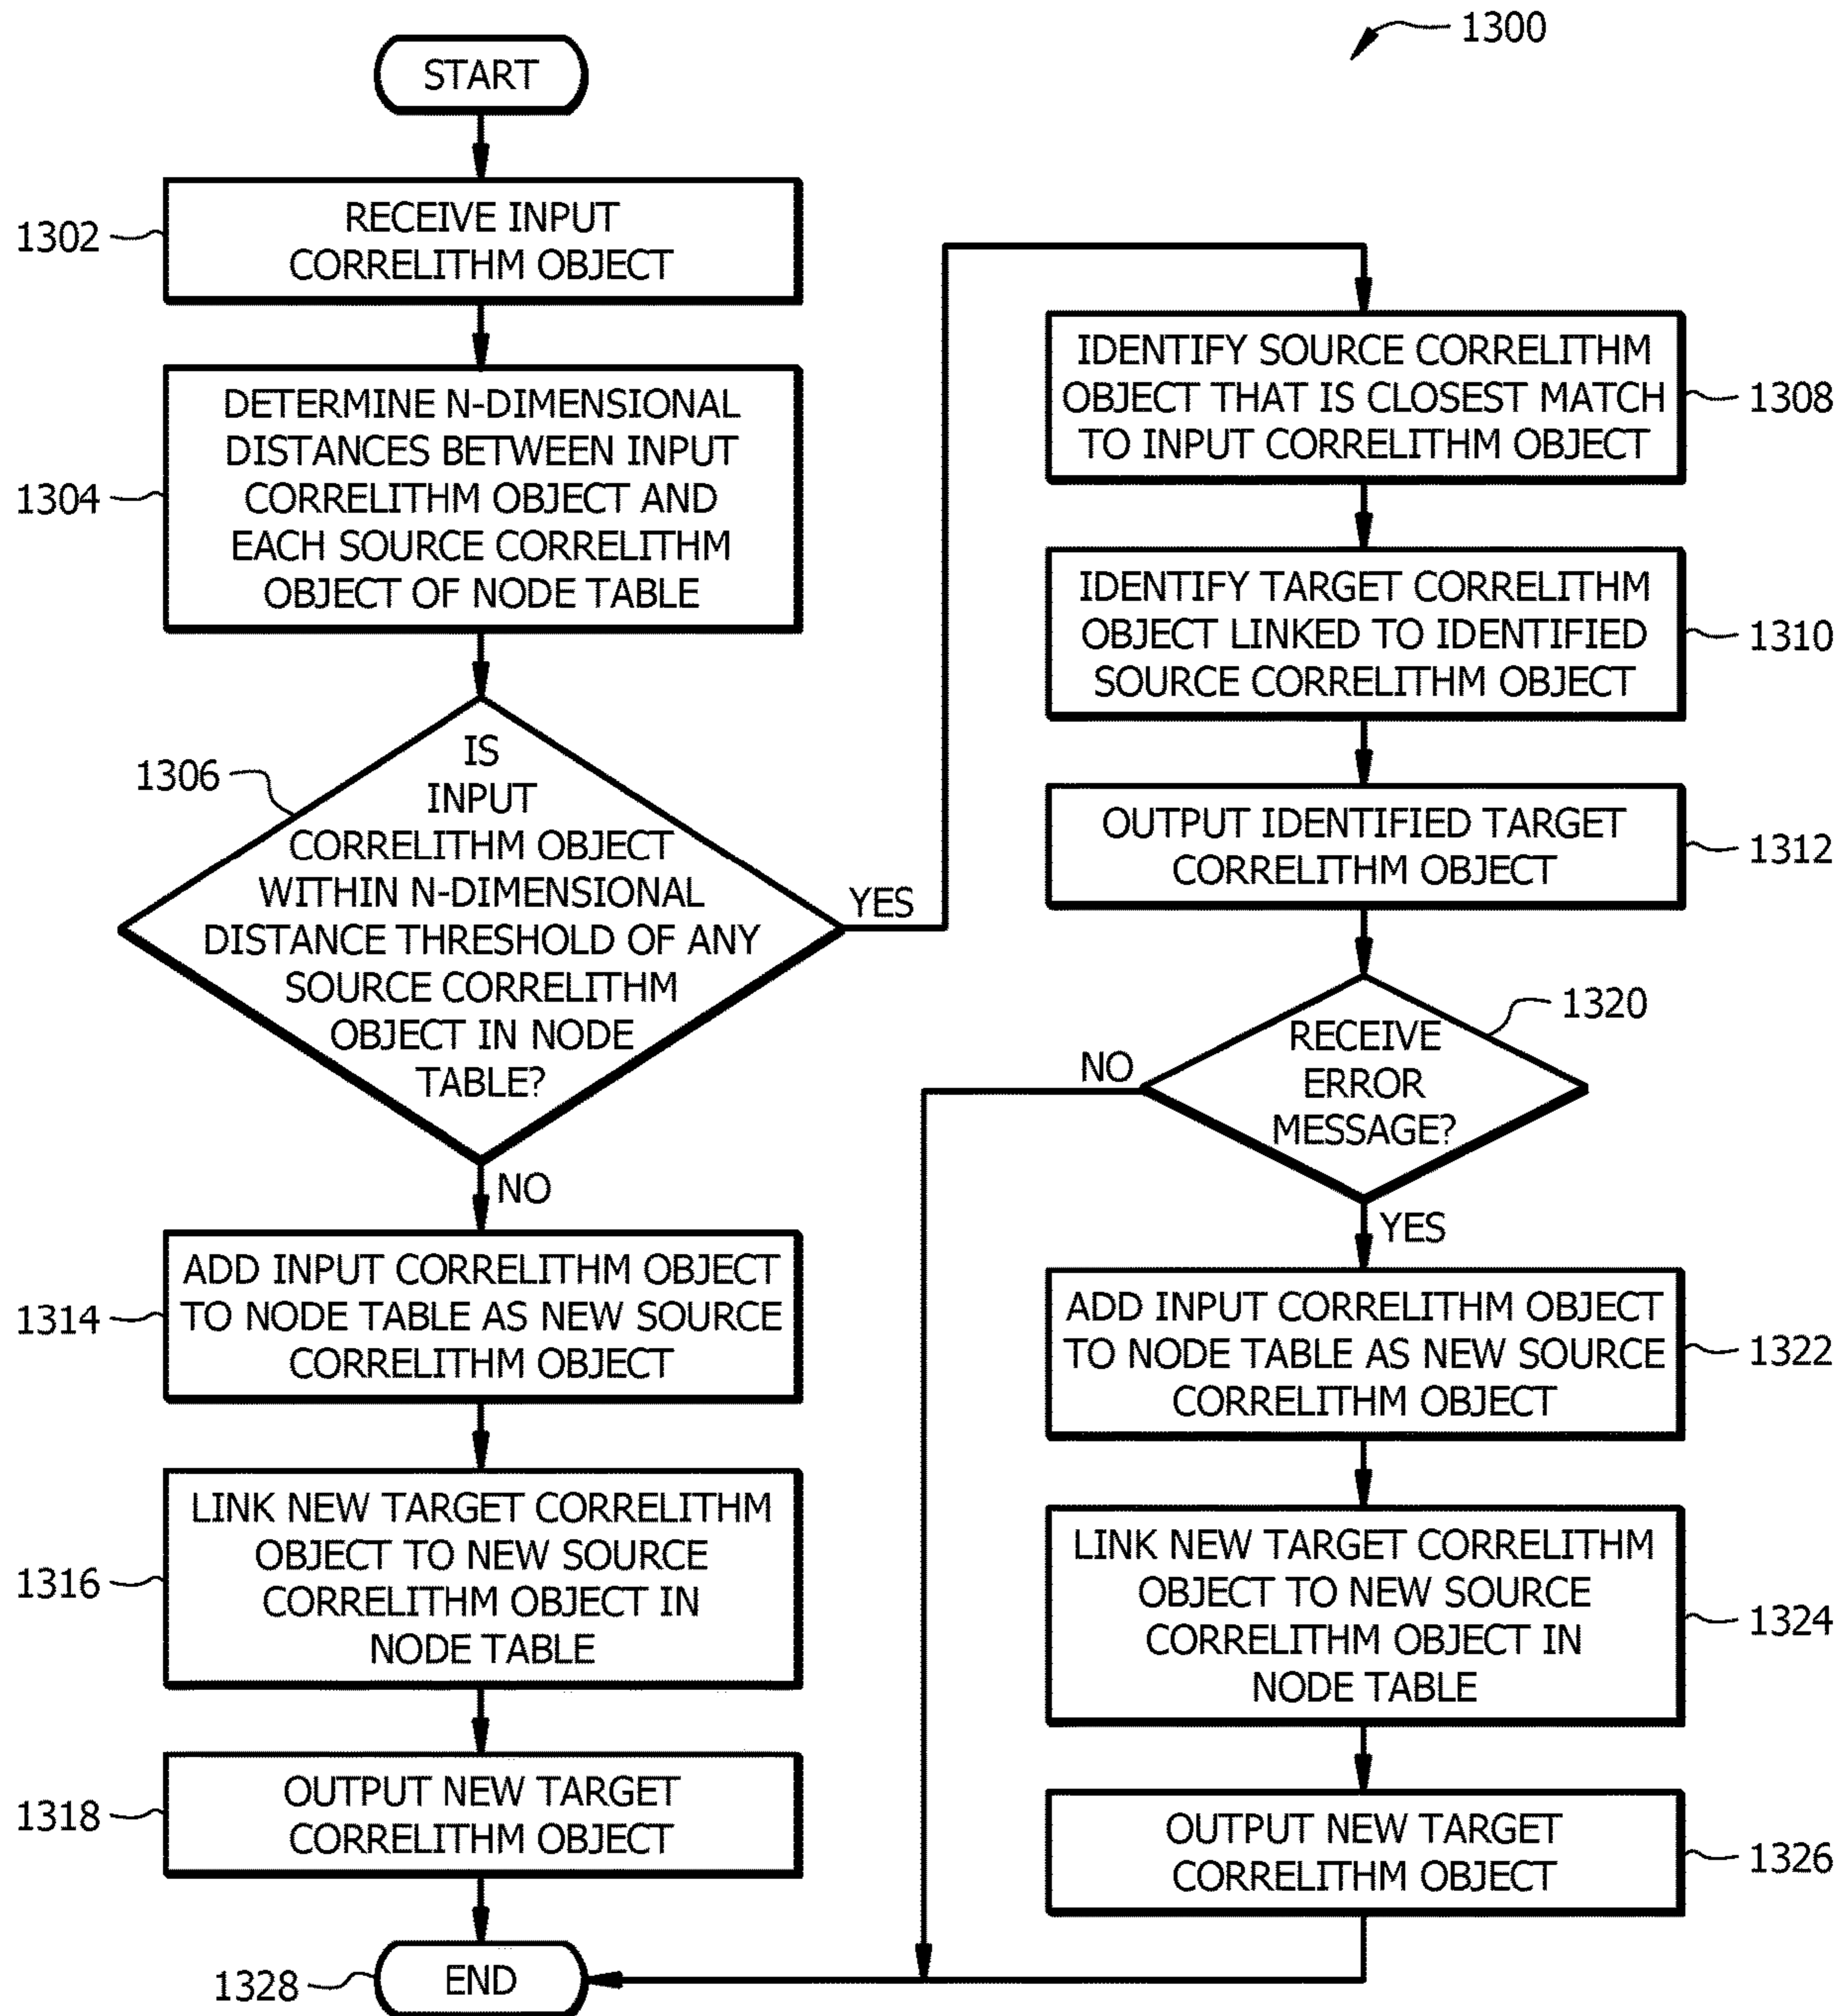 1300
START
1302
RECEIVE INPUT
CORRELITHM OBJECT
1304
DETERMINE N-DIMENSIONAL
DISTANCES BETWEEN INPUT
CORRELITHM OBJECT AND
EACH SOURCE CORRELITHM
OBJECT OF NODE TABLE
1306
IS
INPUT
CORRELITHM OBJECT
WITHIN N-DIMENSIONAL
DISTANCE THRESHOLD OF ANY
SOURCE CORRELITHM
OBJECT IN NODE
TABLE?
YES
NO
1314
ADD INPUT CORRELITHM OBJECT
TO NODE TABLE AS NEW SOURCE
CORRELITHM OBJECT
1316
LINK NEW TARGET CORRELITHM
OBJECT TO NEW SOURCE
CORRELITHM OBJECT IN
NODE TABLE
1318
OUTPUT NEW TARGET
CORRELITHM OBJECT
1328
END
IDENTIFY SOURCE CORRELITHM
OBJECT THAT IS CLOSEST MATCH
TO INPUT CORRELITHM OBJECT
1308
IDENTIFY TARGET CORRELITHM
OBJECT LINKED TO IDENTIFIED
SOURCE CORRELITHM OBJECT
1310
OUTPUT IDENTIFIED TARGET
CORRELITHM OBJECT
1312
1320
RECEIVE
ERROR
MESSAGE?
NO
YES
ADD INPUT CORRELITHM OBJECT
TO NODE TABLE AS NEW SOURCE
CORRELITHM OBJECT
1322
LINK NEW TARGET CORRELITHM
OBJECT TO NEW SOURCE
CORRELITHM OBJECT IN
NODE TABLE
1324
OUTPUT NEW TARGET
CORRELITHM OBJECT
1326